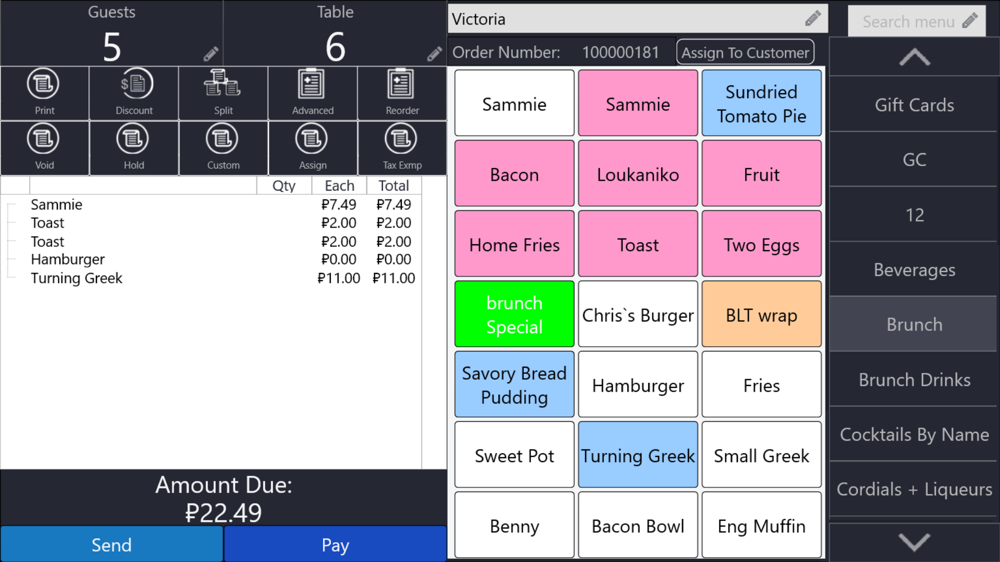 Guests
5
Table
6
Victoria
Search menu
Order Number: 100000181
Assign To Customer
Print
Discount
Split
Advanced
Reorder
Void
Hold
Custom
Assign
Tax Exmp
Qty Each Total
Sammie ₽7.49 ₽7.49
Toast ₽2.00 ₽2.00
Toast ₽2.00 ₽2.00
Hamburger ₽0.00 ₽0.00
Turning Greek ₽11.00 ₽11.00
Amount Due:
₽22.49
Send
Pay
Sammie
Sammie
Sundried
Tomato Pie
Bacon
Loukaniko
Fruit
Home Fries
Toast
Two Eggs
brunch
Special
Chris`s Burger
BLT wrap
Savory Bread
Pudding
Hamburger
Fries
Sweet Pot
Turning Greek
Small Greek
Benny
Bacon Bowl
Eng Muffin
Gift Cards
GC
12
Beverages
Brunch
Brunch Drinks
Cocktails By Name
Cordials + Liqueurs